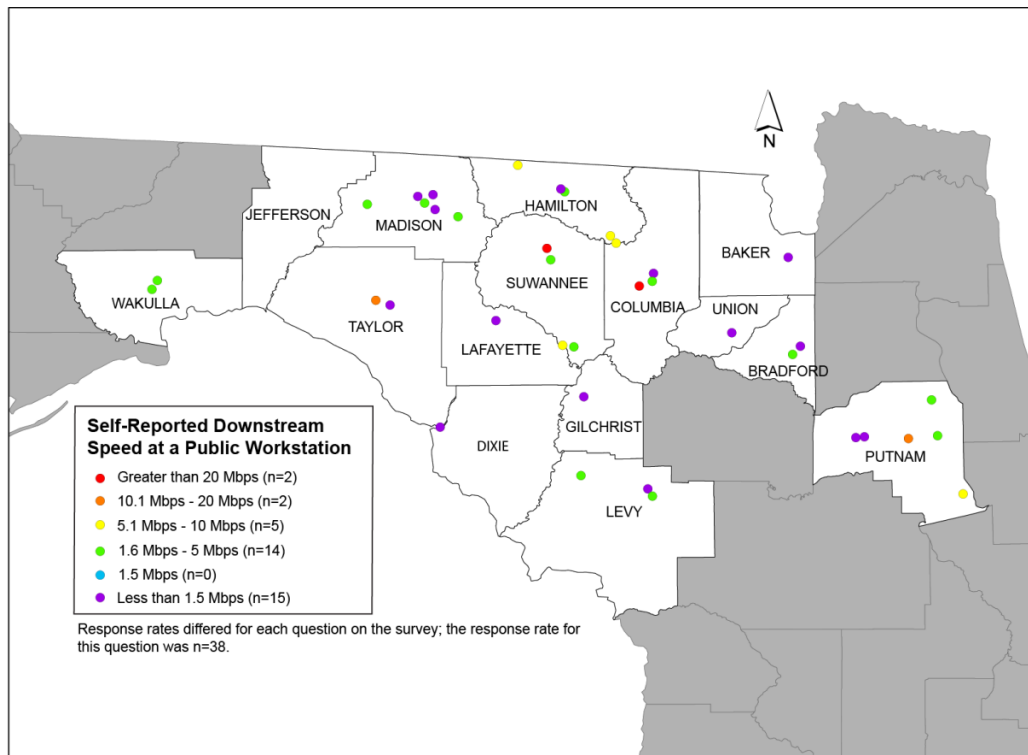 N
JEFFERSON
MADISON
HAMILTON
BAKER
SUWANNEE
COLUMBIA
WAKULLA
UNION
TAYLOR
LAFAYETTE
BRADFORD
GILCHRIST
DIXIE
PUTNAM
LEVY
Self-Reported Downstream
Speed at a Public Workstation
Greater than 20 Mbps (n=2)
10.1 Mbps - 20 Mbps (n=2)
5.1 Mbps - 10 Mbps (n=5)
1.6 Mbps - 5 Mbps (n=14)
1.5 Mbps (n=0)
Less than 1.5 Mbps (n=15)
Response rates differed for each question on the survey; the response rate for
this question was n=38.